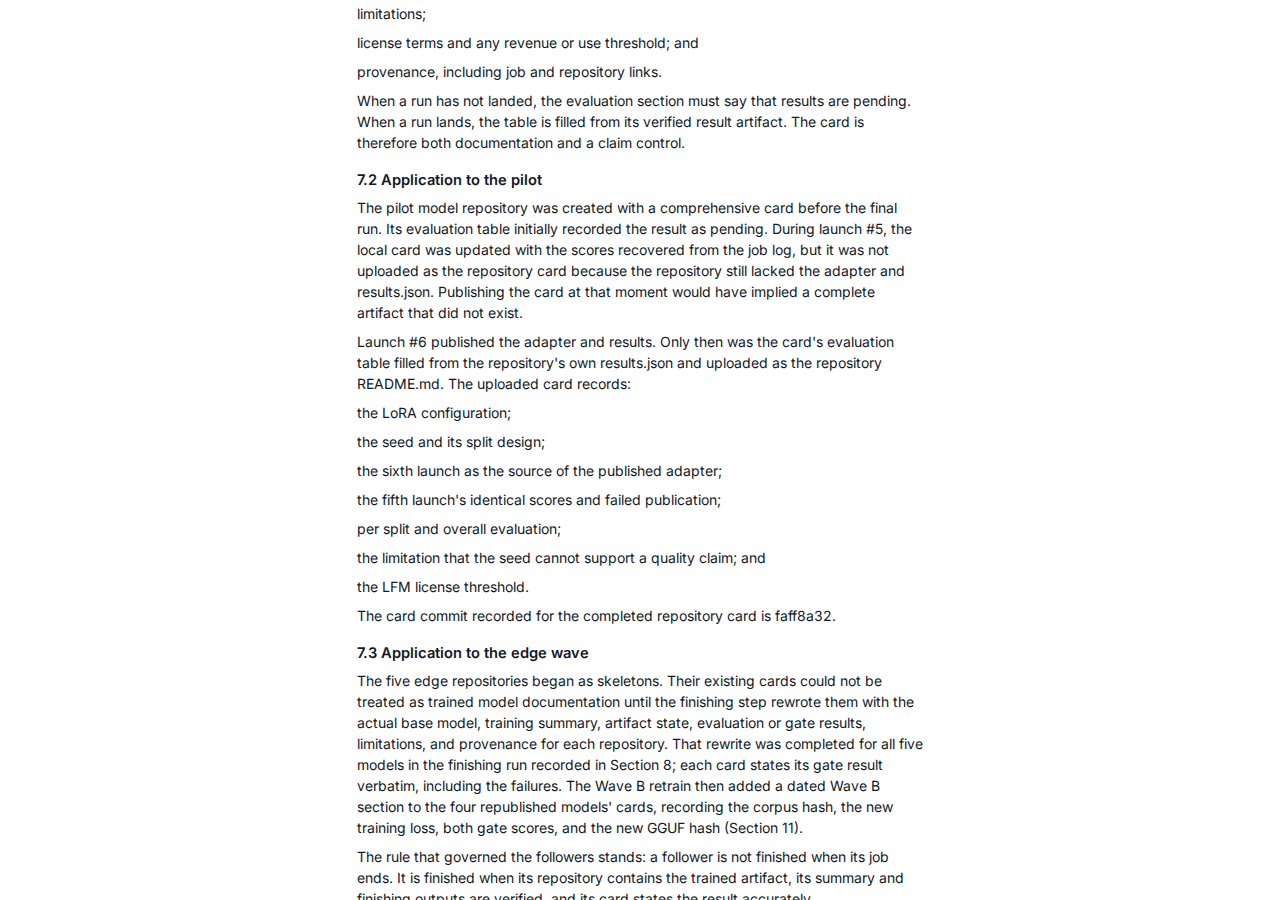 limitations;
license terms and any revenue or use threshold; and
provenance, including job and repository links.
When a run has not landed, the evaluation section must say that results are pending.
When a run lands, the table is filled from its verified result artifact. The card is
therefore both documentation and a claim control.
7.2 Application to the pilot
The pilot model repository was created with a comprehensive card before the final
run. Its evaluation table initially recorded the result as pending. During launch #5, the
local card was updated with the scores recovered from the job log, but it was not
uploaded as the repository card because the repository still lacked the adapter and
results.json. Publishing the card at that moment would have implied a complete
artifact that did not exist.
Launch #6 published the adapter and results. Only then was the card's evaluation
table filled from the repository's own results.json and uploaded as the repository
README.md. The uploaded card records:
the LoRA configuration;
the seed and its split design;
the sixth launch as the source of the published adapter;
the fifth launch's identical scores and failed publication;
per split and overall evaluation;
the limitation that the seed cannot support a quality claim; and
the LFM license threshold.
The card commit recorded for the completed repository card is faff8a32.
7.3 Application to the edge wave
The five edge repositories began as skeletons. Their existing cards could not be
treated as trained model documentation until the finishing step rewrote them with the
actual base model, training summary, artifact state, evaluation or gate results,
limitations, and provenance for each repository. That rewrite was completed for all five
models in the finishing run recorded in Section 8; each card states its gate result
verbatim, including the failures. The Wave B retrain then added a dated Wave B
section to the four republished models' cards, recording the corpus hash, the new
training loss, both gate scores, and the new GGUF hash (Section 11).
The rule that governed the followers stands: a follower is not finished when its job
ends. It is finished when its repository contains the trained artifact, its summary and
finishing outputs are verified, and its card states the result accurately.